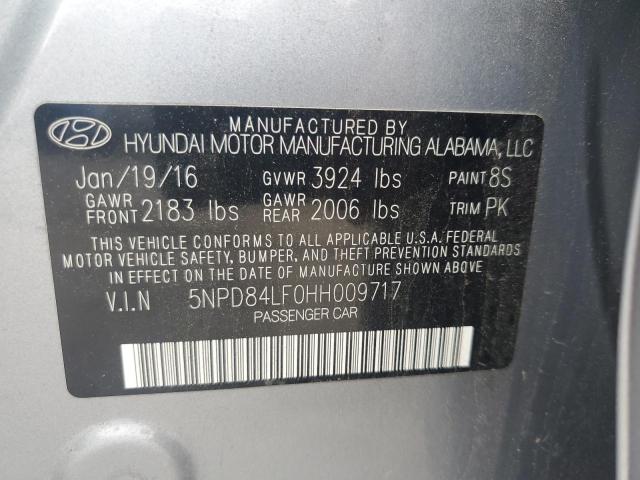 MANUFACTURED BY
HYUNDAI MOTOR MANUFACTURING ALABAMA, LLC
Jan/19/16 GVWR 3924 lbs PAINT 8S
GAWR FRONT 2183 lbs GAWR REAR 2006 lbs TRIM PK
THIS VEHICLE CONFORMS TO ALL APPLICABLE U.S.A. FEDERAL
MOTOR VEHICLE SAFETY, BUMPER, AND THEFT PREVENTION STANDARDS
IN EFFECT ON THE DATE OF MANUFACTURE SHOWN ABOVE.
V.I.N 5NPD84LF0HH009717
PASSENGER CAR